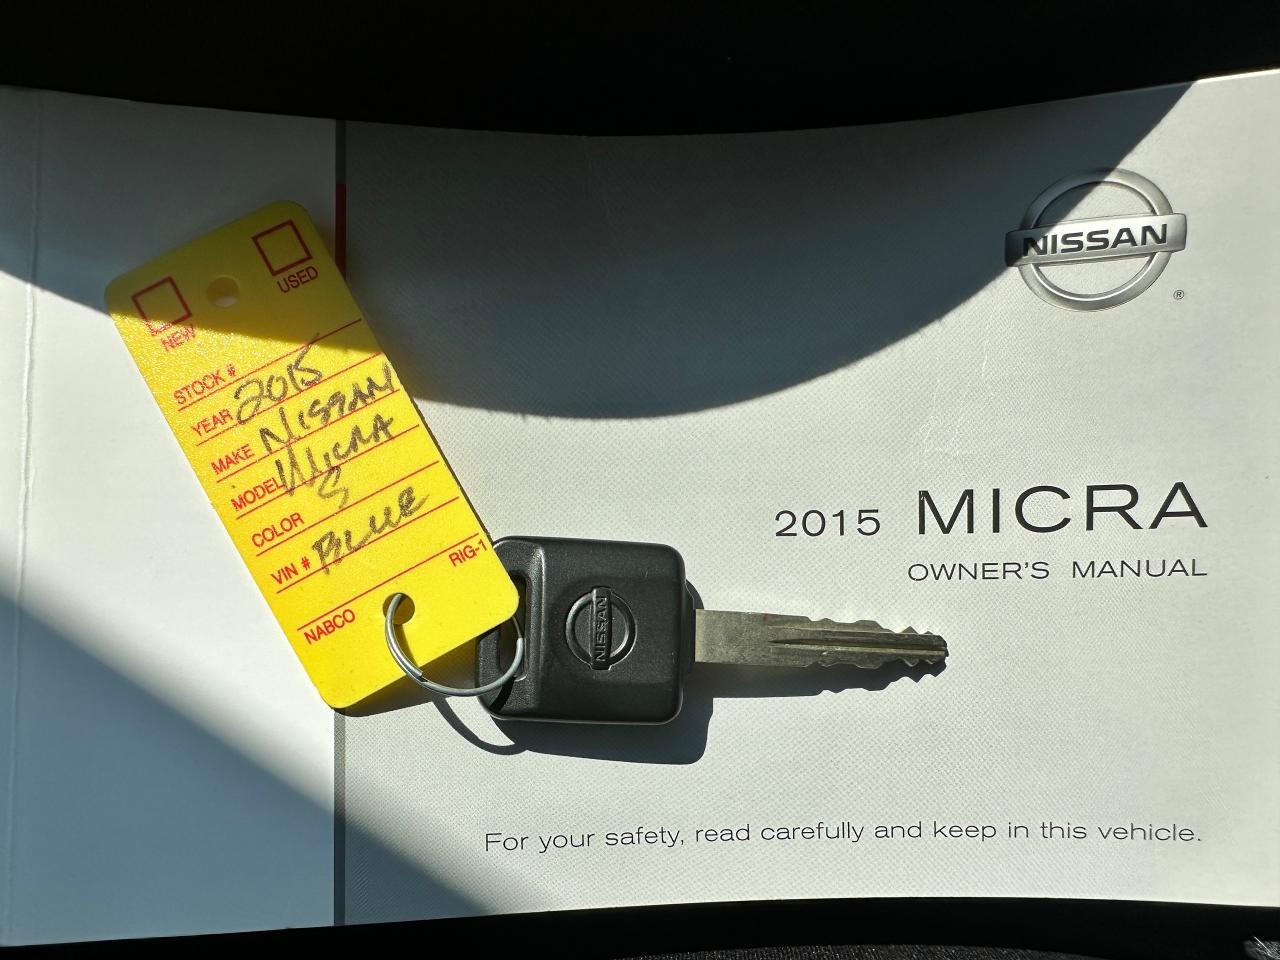 NEW
USED
STOCK #
YEAR 2015
MAKE NISSAN
MODEL MICRA
S
COLOR
VIN # BLUE
RIG-1
NABCO
NISSAN
NISSAN
®
2015 MICRA
OWNER'S MANUAL
For your safety, read carefully and keep in this vehicle.